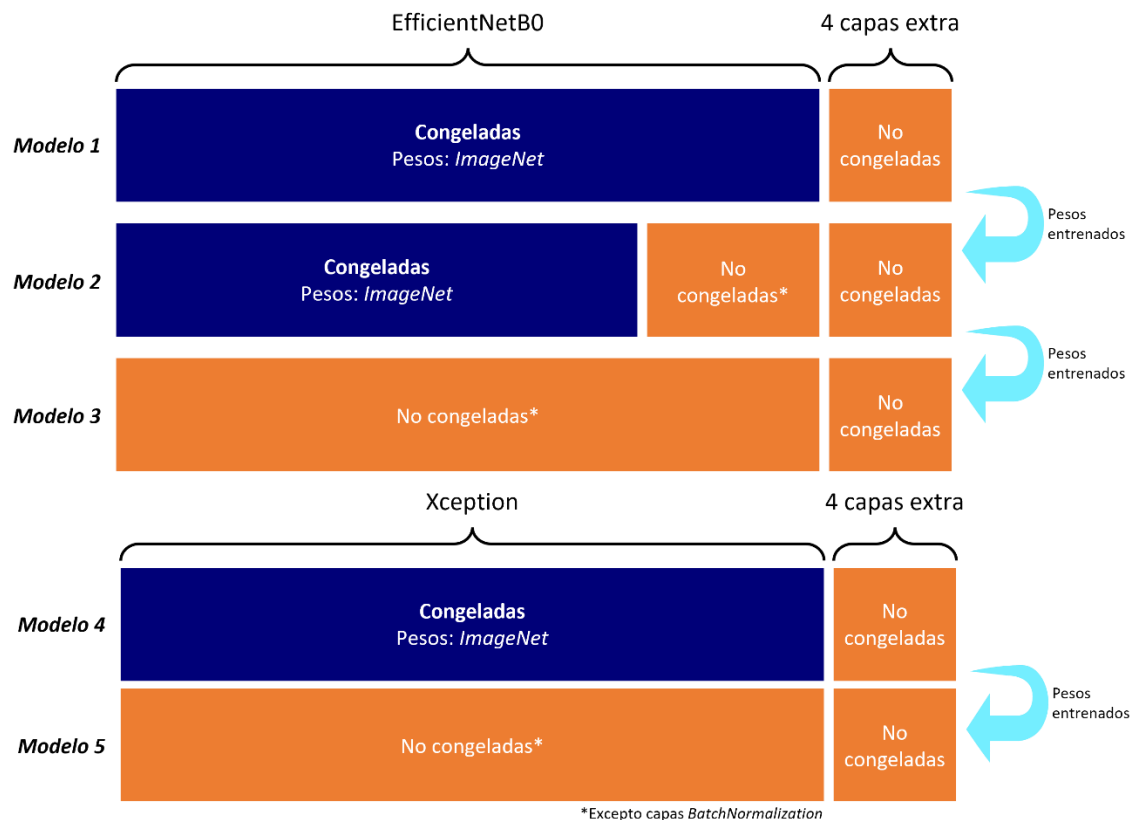 EfficientNetB0
4 capas extra
Modelo 1
Congeladas
Pesos: ImageNet
No
congeladas
Pesos
entrenados
Modelo 2
Congeladas
Pesos: ImageNet
No
congeladas*
No
congeladas
Pesos
entrenados
Modelo 3
No congeladas*
No
congeladas
Xception
4 capas extra
Modelo 4
Congeladas
Pesos: ImageNet
No
congeladas
Pesos
entrenados
Modelo 5
No congeladas*
No
congeladas
*Excepto capas BatchNormalization